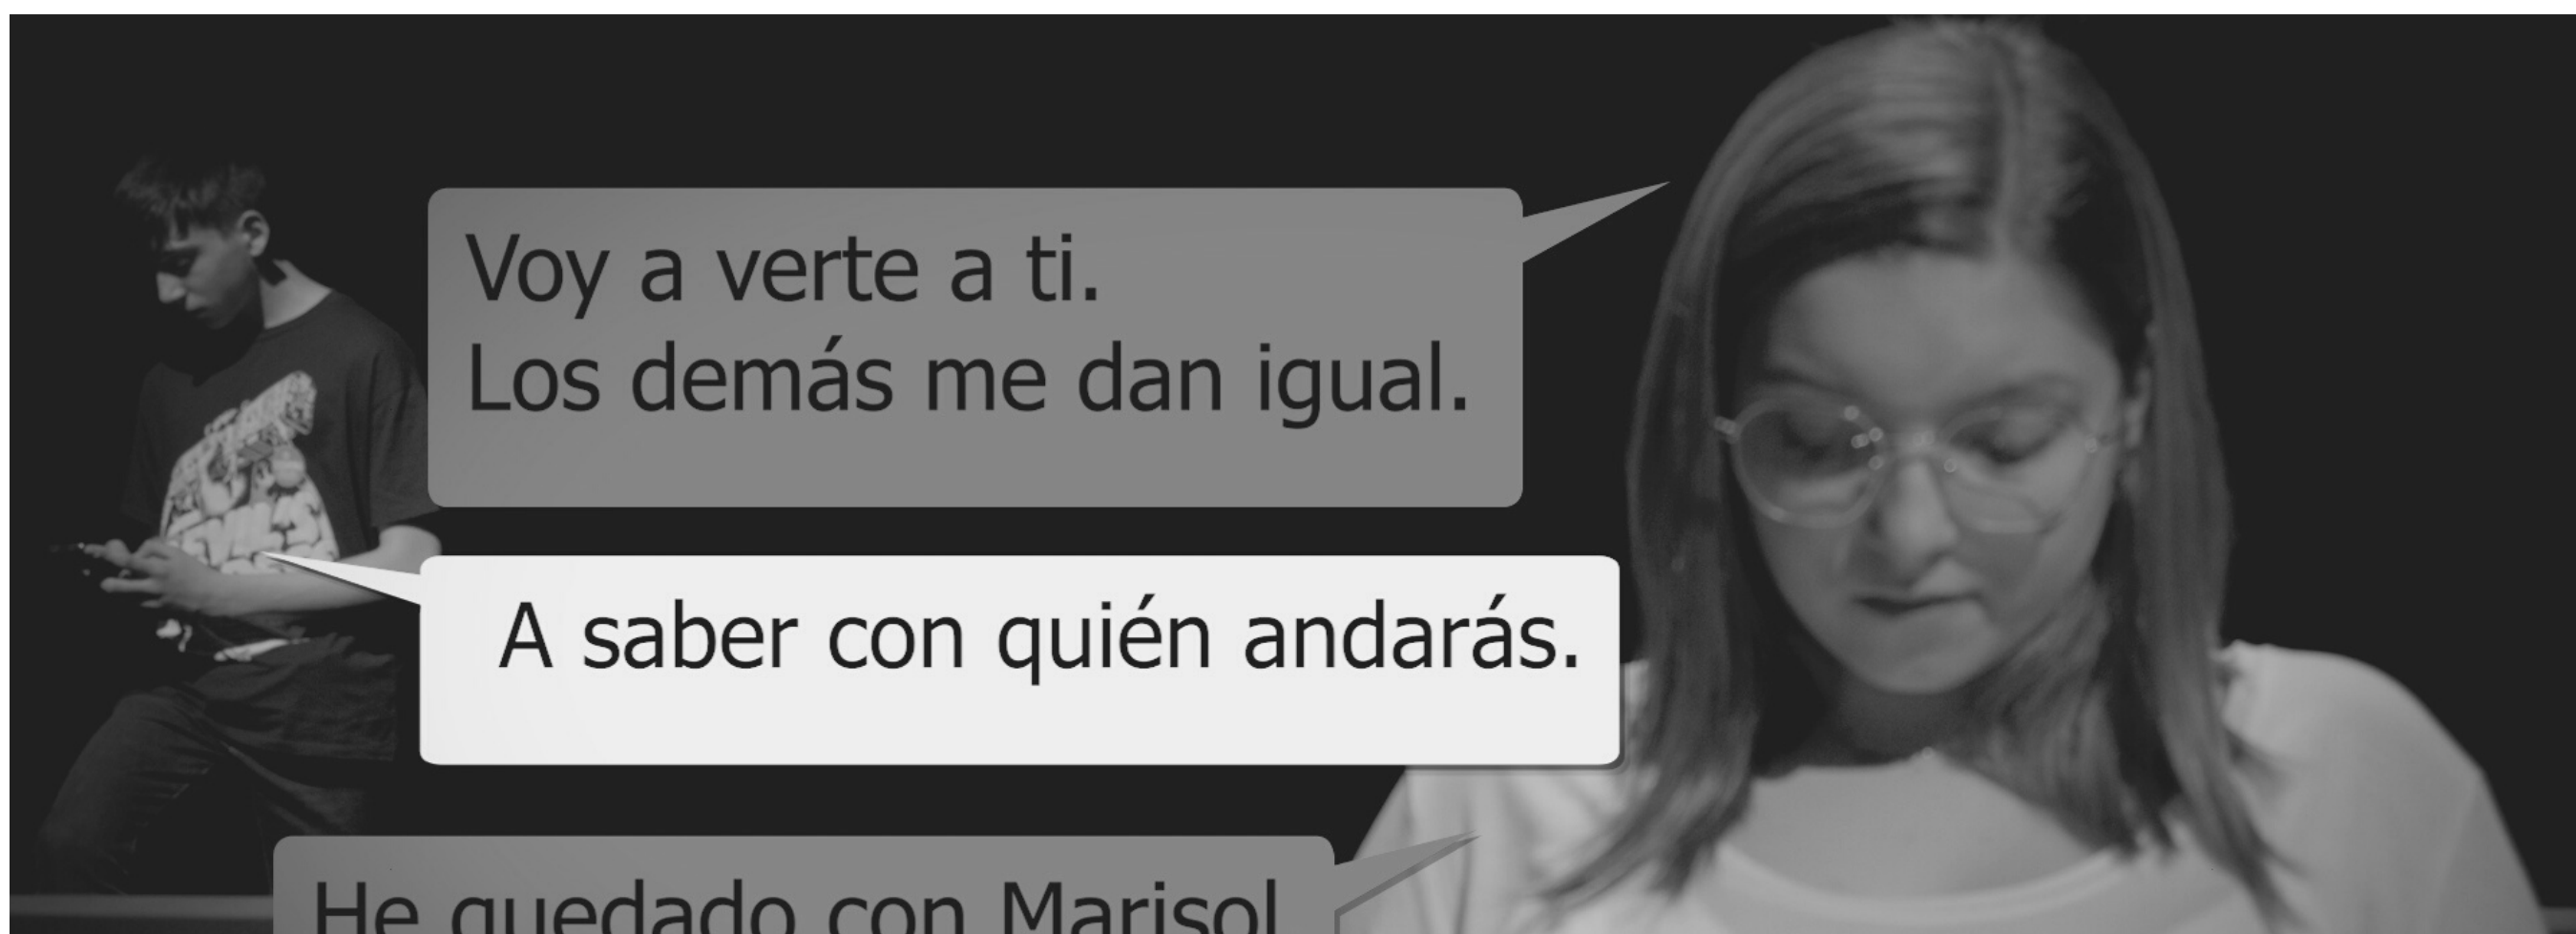 Voy a verte a ti.
Los demás me dan igual.
A saber con quién andarás.
He quedado con Marisol